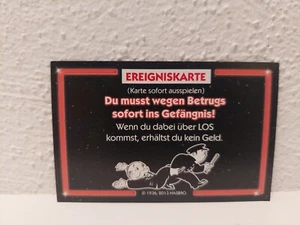 EREIGNISKARTE
(Karte sofort ausspielen)
Du musst wegen Betrugs
sofort ins Gefängnis!
Wenn du dabei über LOS
kommst, erhältst du kein Geld.
© 1936, 2013 HASBRO.